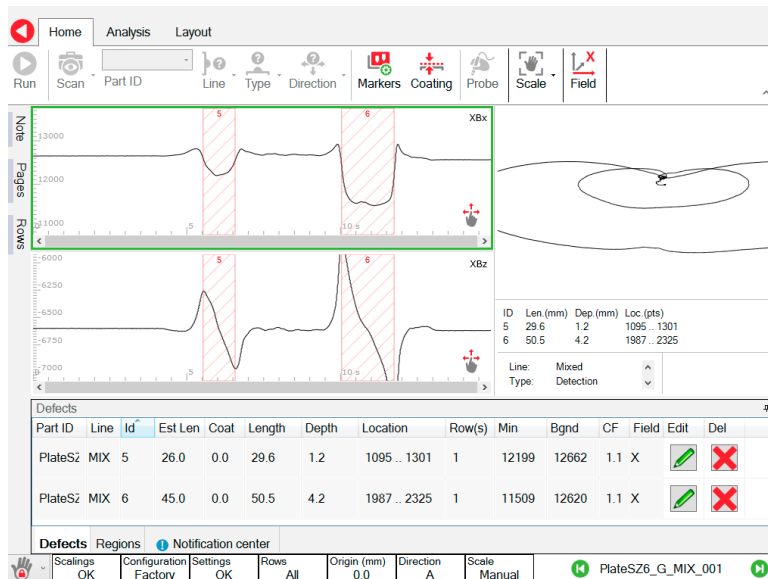 Home Analysis Layout
Run Scan Part ID Line Type Direction Markers Coating Probe Scale Field
Note
Pages
Rows
5 6 XBx
13000
12000
11000
5 10 s
-6000 5 6 XBz
-6250
-6500
-6750
-7000
5 10 s
ID Len.(mm) Dep.(mm) Loc.(pts)
5 29.6 1.2 1095 .. 1301
6 50.5 4.2 1987 .. 2325
Line: Mixed
Type: Detection
Defects
Part ID Line Id Est Len Coat Length Depth Location Row(s) Min Bgnd CF Field Edit Del
PlateSZ MIX 5 26.0 0.0 29.6 1.2 1095 .. 1301 1 12199 12662 1.1 X
PlateSZ MIX 6 45.0 0.0 50.5 4.2 1987 .. 2325 1 11509 12620 1.1 X
Defects Regions Notification center
Scalings Configuration Settings Rows Origin (mm) Direction Scale
OK Factory OK All 0.0 A Manual PlateSZ6_G_MIX_001